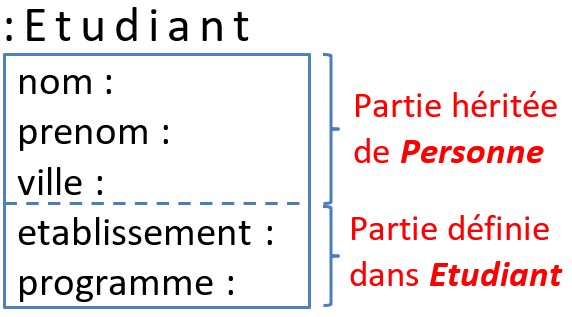 :Etudiant
nom :
prenom :
ville :
Partie héritée
de Personne
etablissement :
programme :
Partie définie
dans Etudiant